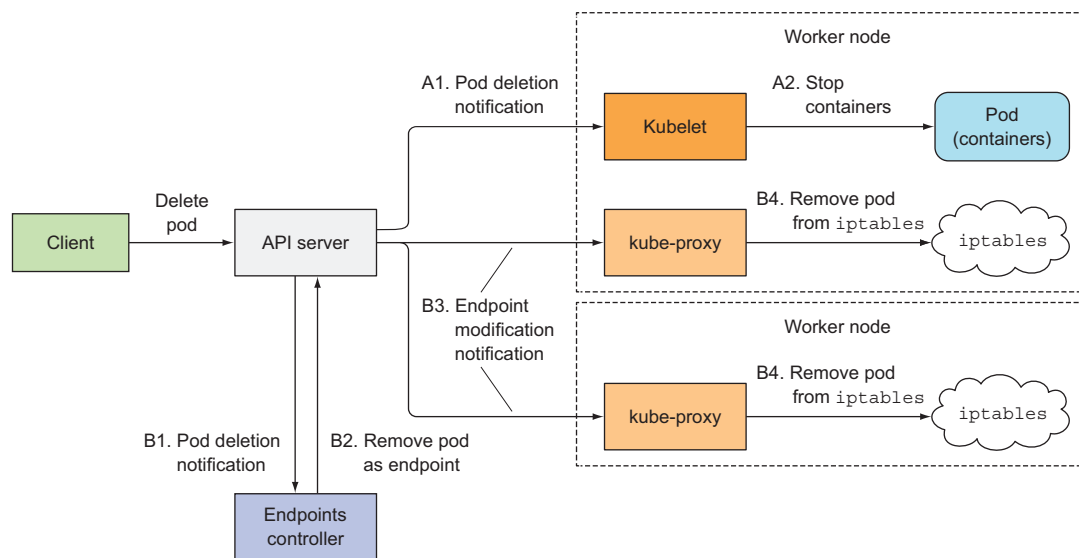 Worker node
A1. Pod deletion
notification
A2. Stop
containers
Kubelet
Pod
(containers)
Delete
pod
Client
API server
B4. Remove pod
from iptables
kube-proxy
iptables
B3. Endpoint
modification
notification
Worker node
B4. Remove pod
from iptables
kube-proxy
iptables
B1. Pod deletion
notification
B2. Remove pod
as endpoint
Endpoints
controller